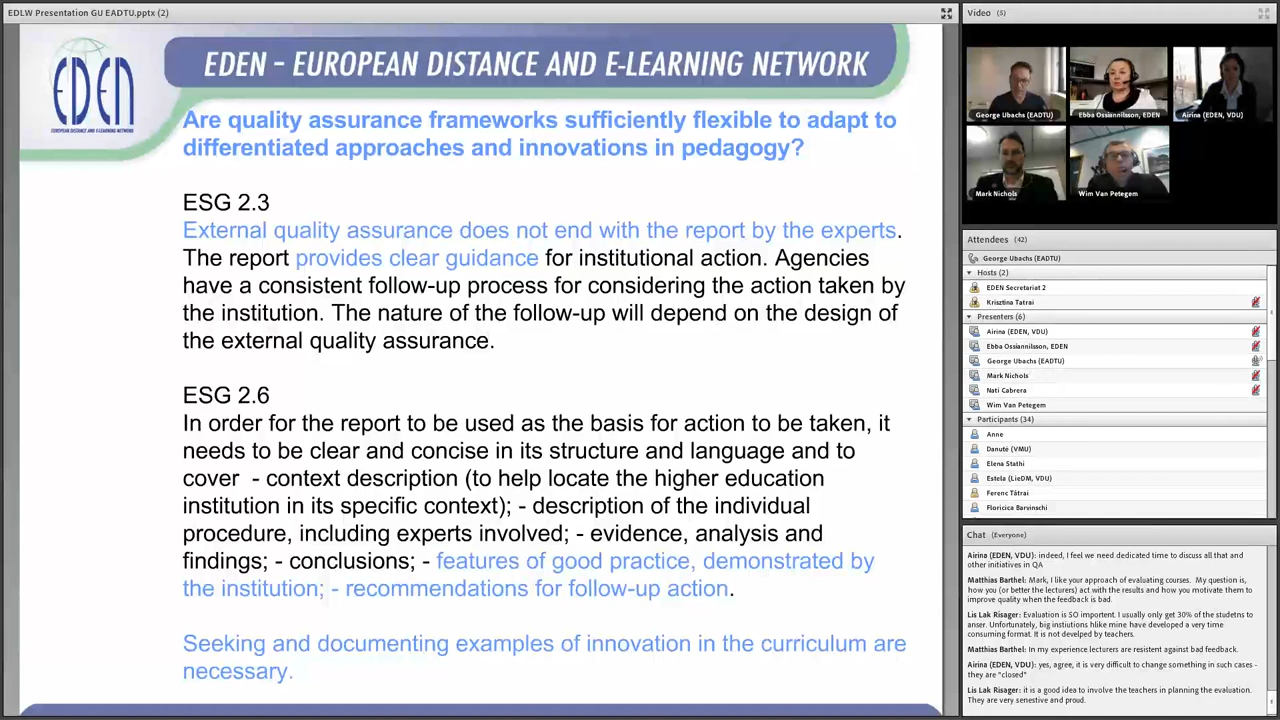 EDLW Presentation GU EADTU.pptx (2)
EDEN
EUROPEAN DISTANCE AND E-LEARNING NETWORK
EDEN – EUROPEAN DISTANCE AND E-LEARNING NETWORK
Are quality assurance frameworks sufficiently flexible to adapt to
differentiated approaches and innovations in pedagogy?
ESG 2.3
External quality assurance does not end with the report by the experts.
The report provides clear guidance for institutional action. Agencies
have a consistent follow-up process for considering the action taken by
the institution. The nature of the follow-up will depend on the design of
the external quality assurance.
ESG 2.6
In order for the report to be used as the basis for action to be taken, it
needs to be clear and concise in its structure and language and to
cover - context description (to help locate the higher education
institution in its specific context); - description of the individual
procedure, including experts involved; - evidence, analysis and
findings; - conclusions; - features of good practice, demonstrated by
the institution; - recommendations for follow-up action.
Seeking and documenting examples of innovation in the curriculum are
necessary.
Video (5)
George Ubachs (EADTU)
Ebba Ossiannilsson, EDEN
Airina (EDEN, VDU)
Mark Nichols
Wim Van Petegem
Attendees (42)
George Ubachs (EADTU)
Hosts (2)
EDEN Secretariat 2
Krisztina Tatrai
Presenters (6)
Airina (EDEN, VDU)
Ebba Ossiannilsson, EDEN
George Ubachs (EADTU)
Mark Nichols
Nati Cabrera
Wim Van Petegem
Participants (34)
Anne
Danutė (VMU)
Elena Stathi
Estela (LieDM, VDU)
Ferenc Tátrai
Floricica Barvinschi
Chat (Everyone)
Airina (EDEN, VDU): indeed, I feel we need dedicated time to discuss all that and
other initiatives in QA
Matthias Barthel: Mark, I like your approach of evaluating courses. My question is,
how you (or better the lecturers) act with the results and how you motivate them to
improve quality when the feedback is bad.
Lis Lak Risager: Evaluation is SO important. I usually only get 30% of the studetns to
anser. Unfortunately, big instiutions hlike mine have developed a very time
consuming format. It is not develped by teachers.
Matthias Barthel: In my experience lecturers are resistent against bad feedback.
Airina (EDEN, VDU): yes, agree, it is very difficult to change something in such cases -
they are "closed"
Lis Lak Risager: it is a good idea to involve the teachers in planning the evaluation.
They are very senestive and proud.